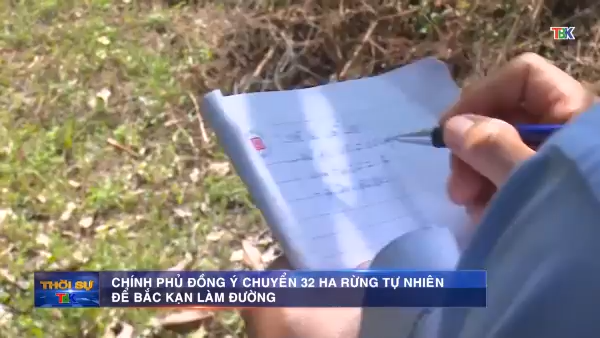 TBK
CHÍNH PHỦ ĐỒNG Ý CHUYỂN 32 HA RỪNG TỰ NHIÊN
ĐỂ BẮC KẠN LÀM ĐƯỜNG
THỜI SỰ
TBK